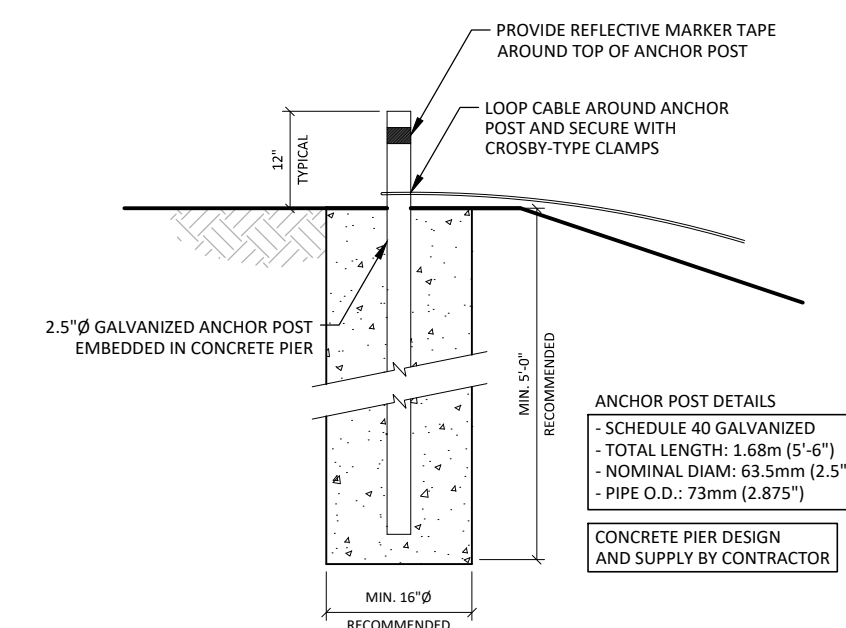 PROVIDE REFLECTIVE MARKER TAPE
AROUND TOP OF ANCHOR POST
LOOP CABLE AROUND ANCHOR
POST AND SECURE WITH
CROSBY-TYPE CLAMPS
12"
TYPICAL
2.5"Ø GALVANIZED ANCHOR POST
EMBEDDED IN CONCRETE PIER
MIN. 5'-0"
RECOMMENDED
ANCHOR POST DETAILS
- SCHEDULE 40 GALVANIZED
- TOTAL LENGTH: 1.68m (5'-6")
- NOMINAL DIAM: 63.5mm (2.5"
- PIPE O.D.: 73mm (2.875")
CONCRETE PIER DESIGN
AND SUPPLY BY CONTRACTOR
MIN. 16"Ø
RECOMMENDED